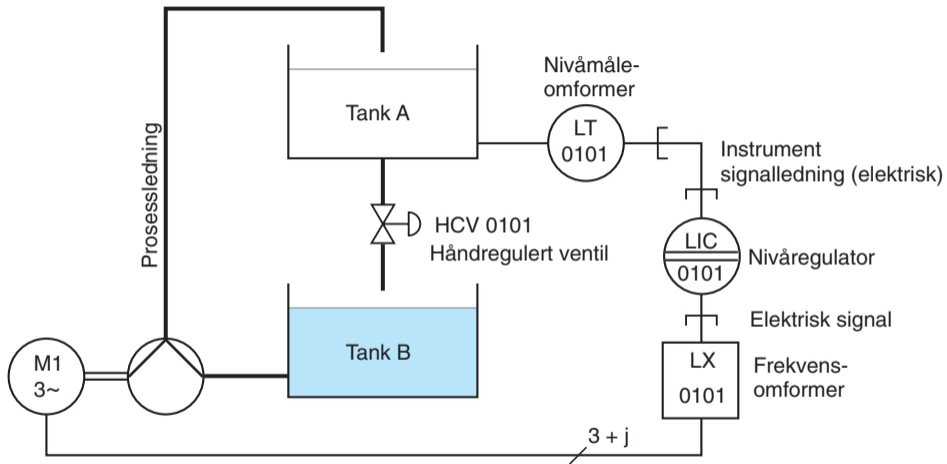 Prosessledning
Tank A
HCV 0101
Håndregulert ventil
Tank B
Nivåmåle-
omformer
LT
0101
Instrument
signalledning (elektrisk)
LIC
0101
Nivåregulator
Elektrisk signal
LX
0101
Frekvens-
omformer
M1
3~
3 + j